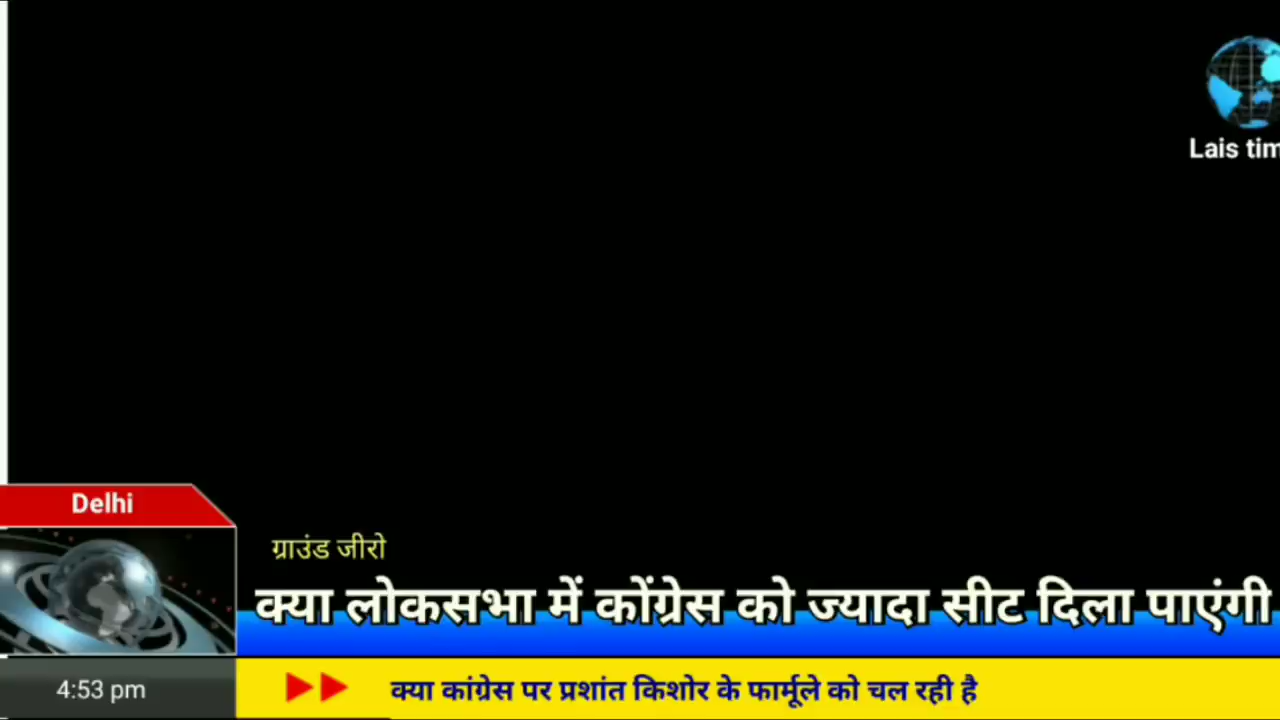 Lais tim
Delhi
ग्राउंड जीरो
क्या लोकसभा में कोंग्रेस को ज्यादा सीट दिला पाएंगी
4:53 pm
क्या कांग्रेस पर प्रशांत किशोर के फार्मूले को चल रही है